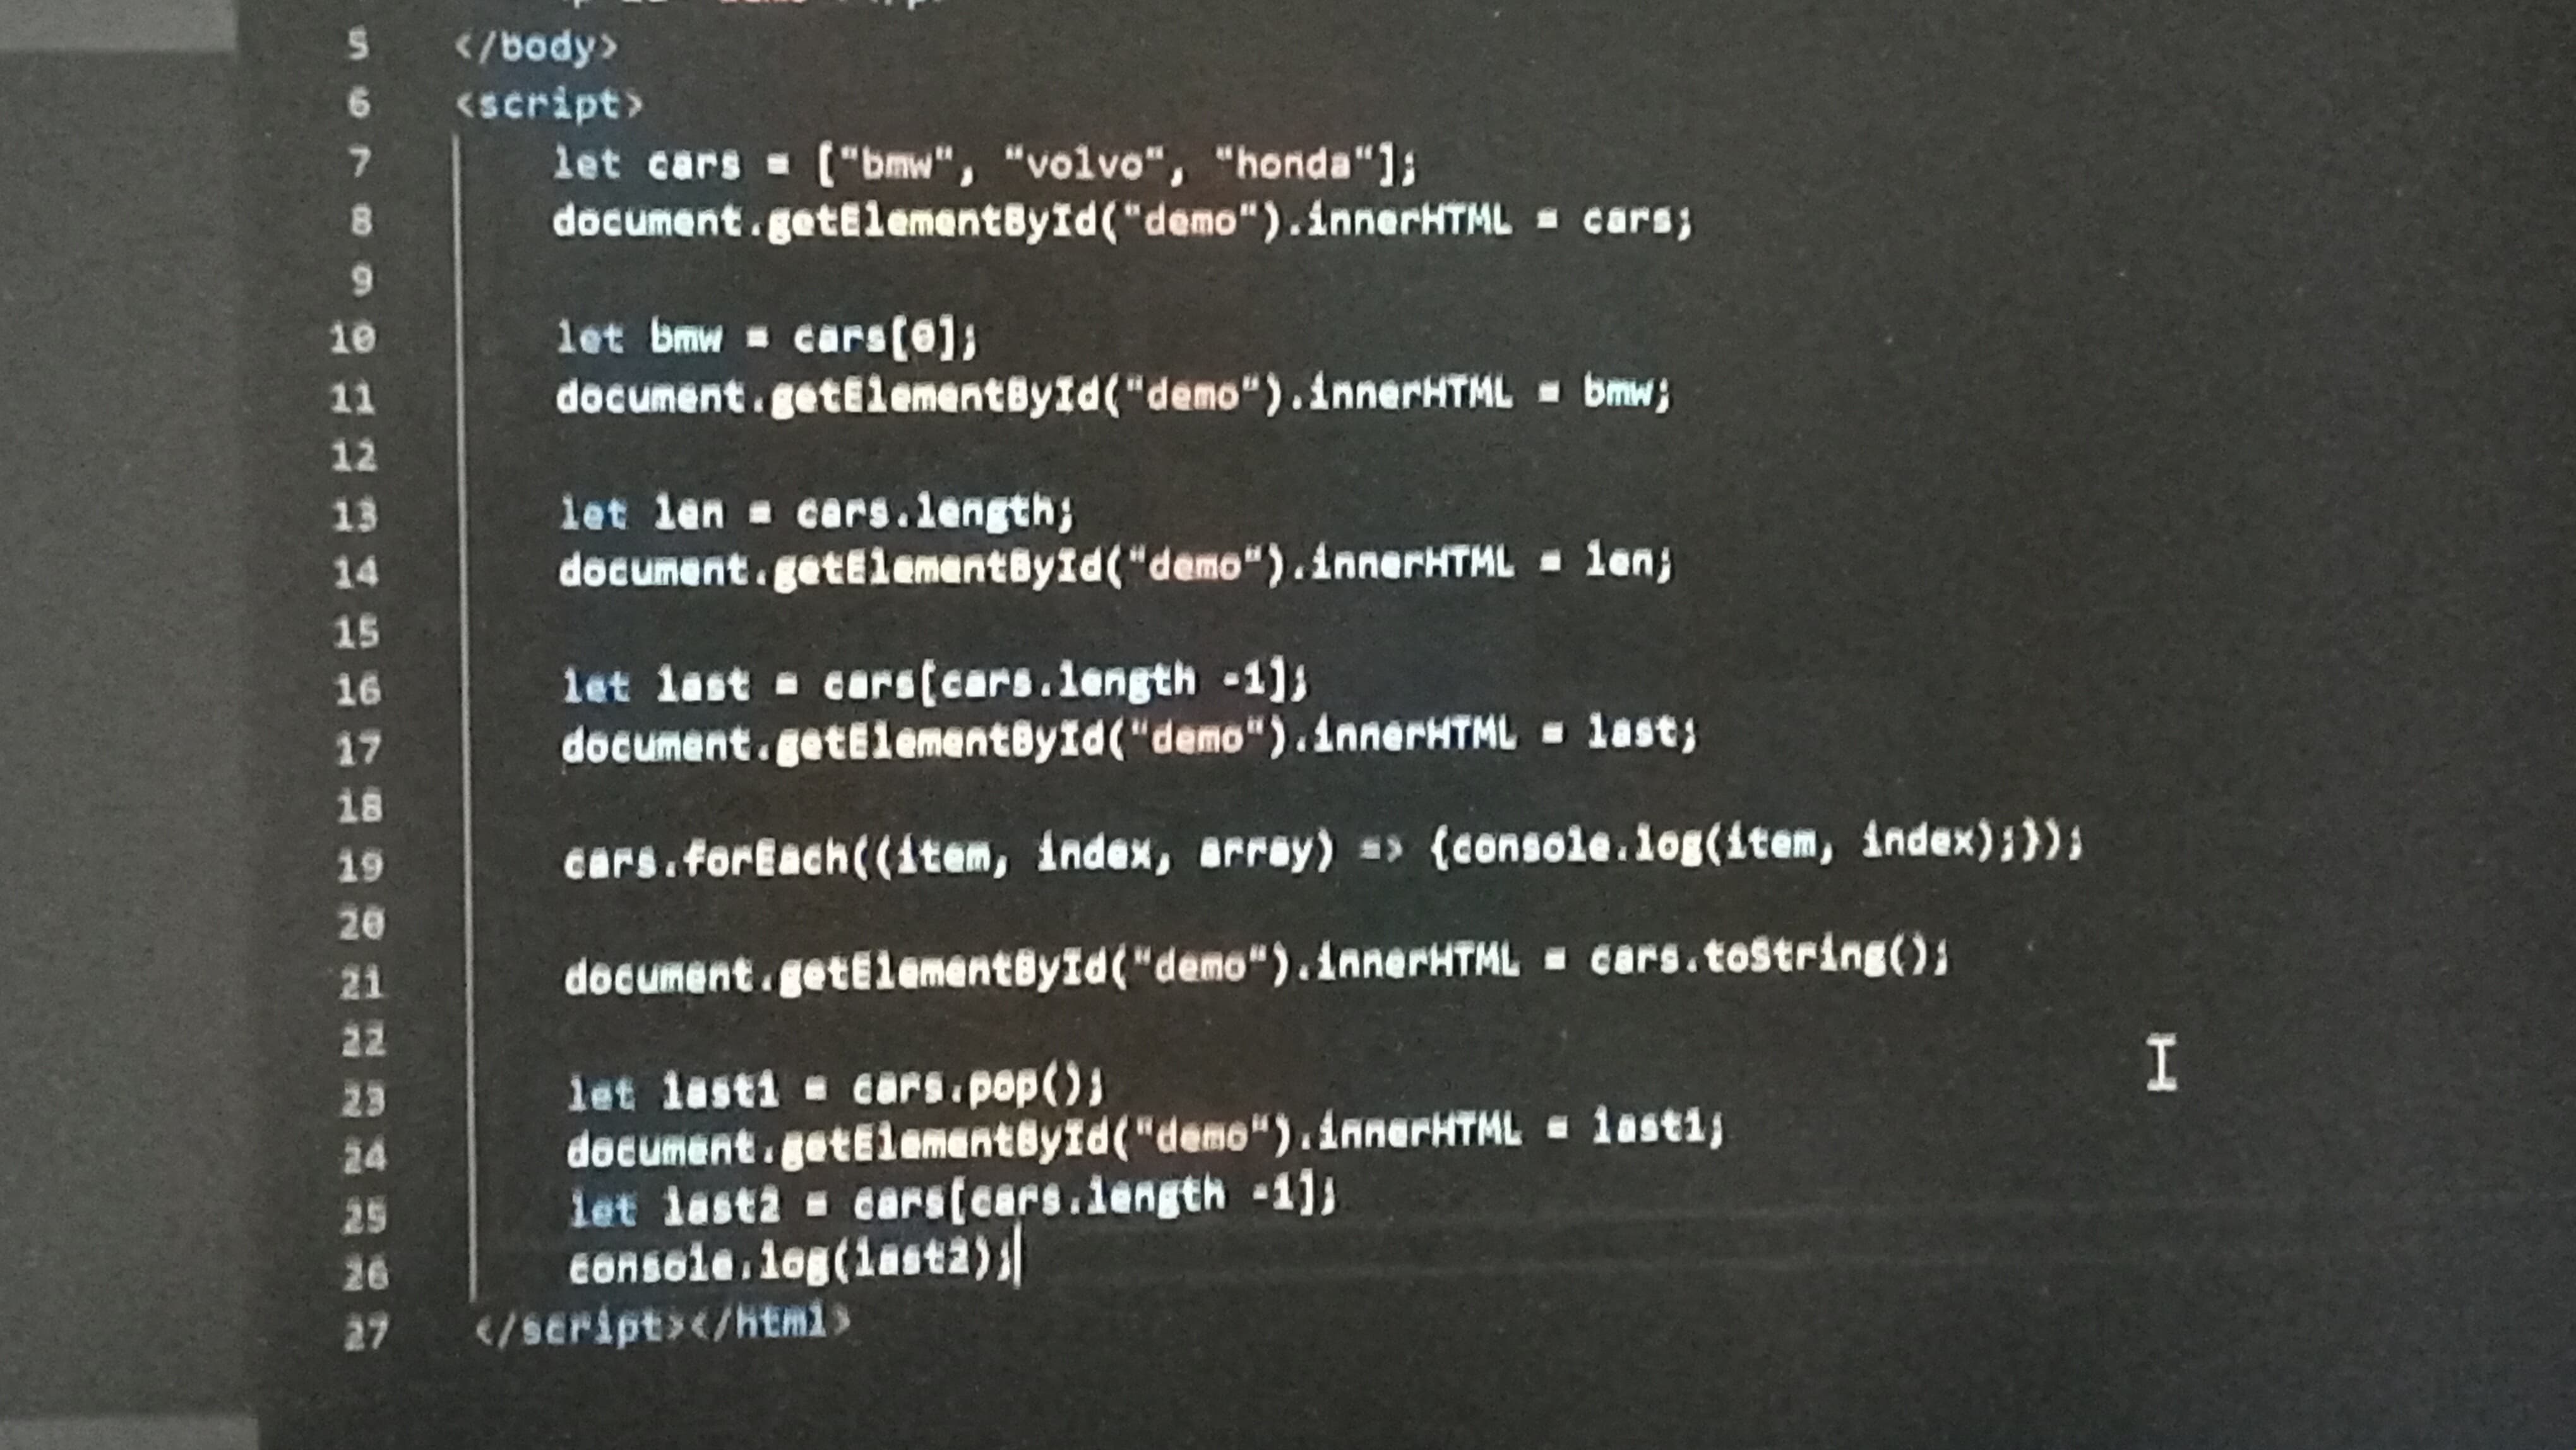 5 </body>
6 <script>
7 let cars = ["bmw", "volvo", "honda"];
8 document.getElementById("demo").innerHTML = cars;
9
10 let bmw = cars[0];
11 document.getElementById("demo").innerHTML = bmw;
12
13 let len = cars.length;
14 document.getElementById("demo").innerHTML = len;
15
16 let last = cars[cars.length -1];
17 document.getElementById("demo").innerHTML = last;
18
19 cars.forEach((item, index, array) => {console.log(item, index);});
20
21 document.getElementById("demo").innerHTML = cars.toString();
22
23 let last1 = cars.pop();
24 document.getElementById("demo").innerHTML = last1;
25 let last2 = cars[cars.length -1];
26 console.log(last2);
27 </script></html>